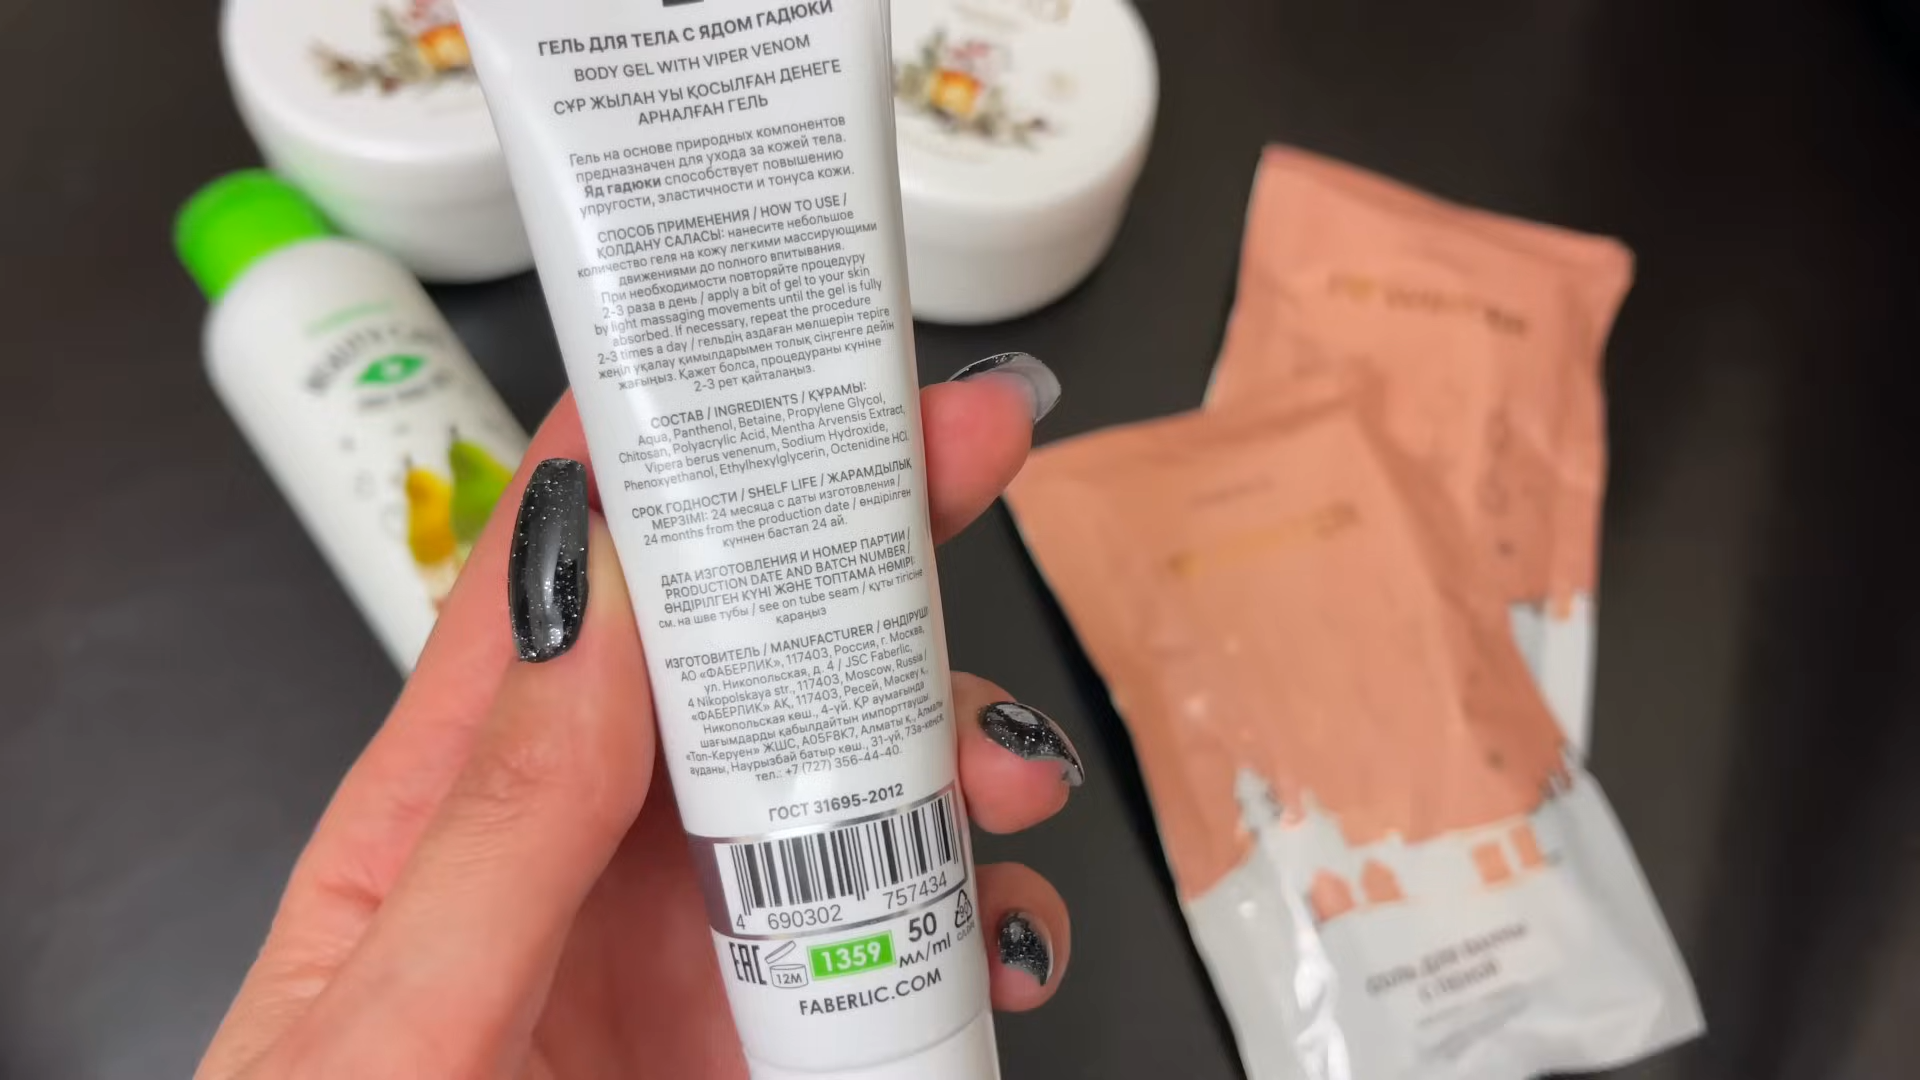 ГЕЛЬ ДЛЯ ТЕЛА С ЯДОМ ГАДЮКИ
BODY GEL WITH VIPER VENOM
СҰР ЖЫЛАН УЫ ҚОСЫЛҒАН ДЕНЕГЕ
АРНАЛҒАН ГЕЛЬ
Гель на основе природных компонентов
предназначен для ухода за кожей тела.
Яд гадюки способствует повышению
упругости, эластичности и тонуса кожи.
СПОСОБ ПРИМЕНЕНИЯ / HOW TO USE /
ҚОЛДАНУ САЛАСЫ: нанесите небольшое
количество геля на кожу легкими массирующими
движениями до полного впитывания.
При необходимости повторяйте процедуру
2-3 раза в день / apply a bit of gel to your skin
by light massaging movements until the gel is fully
absorbed. If necessary, repeat the procedure
2-3 times a day / гельдің аздаған мөлшерін теріге
жеңіл уқалау қимылдарымен толық сіңгенге дейін
жағыңыз. Қажет болса, процедураны күніне
2-3 рет қайталаңыз.
СОСТАВ / INGREDIENTS / ҚҰРАМЫ:
Aqua, Panthenol, Betaine, Propylene Glycol,
Chitosan, Polyacrylic Acid, Mentha Arvensis Extract,
Vipera berus venenum, Sodium Hydroxide,
Phenoxyethanol, Ethylhexylglycerin, Octenidine HCl.
СРОК ГОДНОСТИ / SHELF LIFE / ЖАРАМДЫЛЫҚ
МЕРЗІМІ: 24 месяца с даты изготовления /
24 months from the production date / өндірілген
күннен бастап 24 ай.
ДАТА ИЗГОТОВЛЕНИЯ И НОМЕР ПАРТИИ /
PRODUCTION DATE AND BATCH NUMBER /
ӨНДІРІЛГЕН КҮНІ ЖӘНЕ ТОПТАМА НӨМІРІ:
см. на шве тубы / see on tube seam / құты тігісіне
қараңыз
ИЗГОТОВИТЕЛЬ / MANUFACTURER / ӨНДІРУШІ
АО «ФАБЕРЛИК», 117403, Россия, г. Москва,
ул. Никопольская, д. 4 / JSC Faberlic,
4 Nikopolskaya str., 117403, Moscow, Russia /
«ФАБЕРЛИК» АҚ, 117403, Ресей, Мәскеу қ.,
Никопольская көш., 4-үй. ҚР аумағында
шағымдарды қабылдайтын импорттаушы:
«Топ-Керуен» ЖШС, A05F8K7, Алматы қ., Алмалы
ауданы, Наурызбай батыр көш., 31-үй, 73а-кеңсе
тел.: +7 (727) 356-44-40.
ГОСТ 31695-2012
4 690302 757434
EAC 12M 1359 50 мл/ml
FABERLIC.COM
BEAUTY CAFE
СОЛЬ ДЛЯ ВАННЫ
С ПЕНОЙ